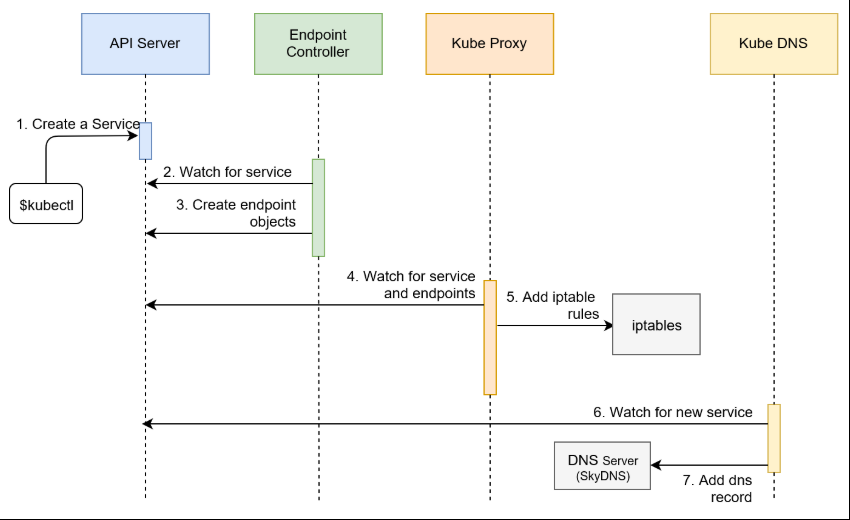 API Server
Endpoint
Controller
Kube Proxy
Kube DNS
1. Create a Service
$kubectl
2. Watch for service
3. Create endpoint
objects
4. Watch for service
and endpoints
5. Add iptable
rules
iptables
6. Watch for new service
DNS Server
(SkyDNS)
7. Add dns
record